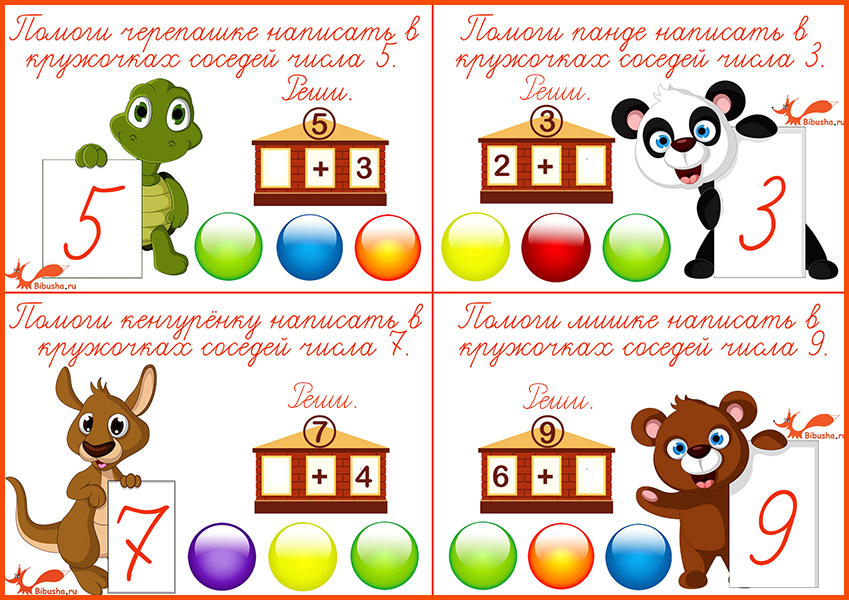 Помоги черепашке написать в
кружочках соседей числа 5.
Реши.
5
+ 3
5
Bibusha.ru
Помоги панде написать в
кружочках соседей числа 3.
Реши.
3
2 +
3
Bibusha.ru
Помоги кенгурёнку написать в
кружочках соседей числа 7.
Реши.
7
+ 4
7
Bibusha.ru
Помоги мишке написать в
кружочках соседей числа 9.
Реши.
9
6 +
9
Bibusha.ru